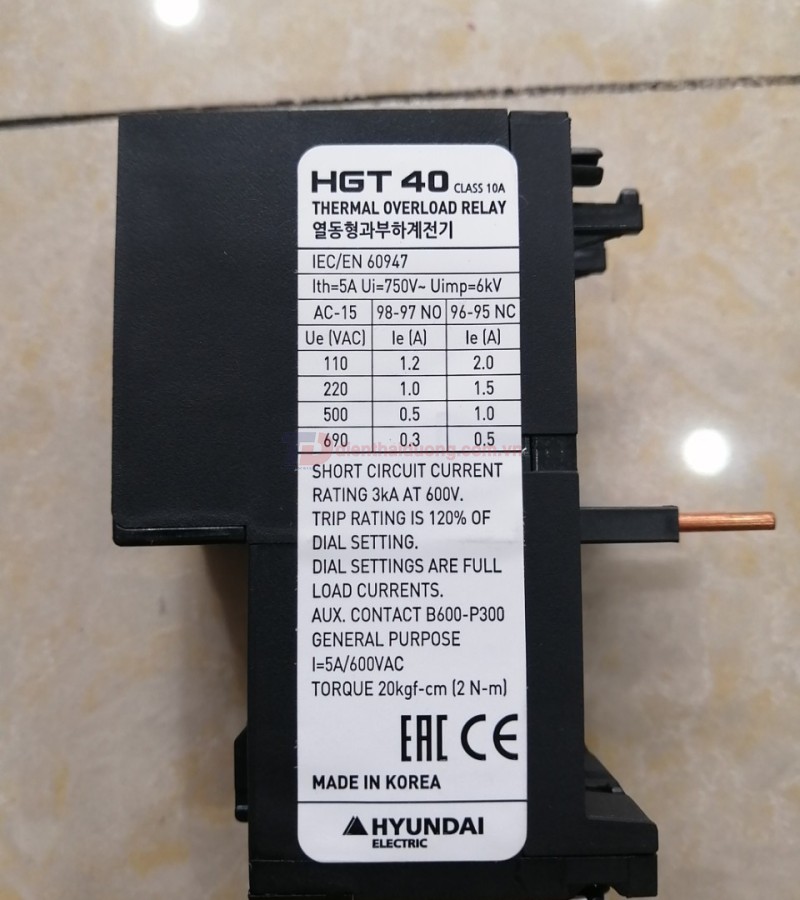 HGT 40 CLASS 10A
THERMAL OVERLOAD RELAY
열동형과부하계전기
IEC/EN 60947
Ith=5A Ui=750V~ Uimp=6kV
AC-15 98-97 NO 96-95 NC
Ue (VAC) Ie (A) Ie (A)
110 1.2 2.0
220 1.0 1.5
500 0.5 1.0
690 0.3 0.5
dienthaiduong.com.vn
SHORT CIRCUIT CURRENT
RATING 3kA AT 600V.
TRIP RATING IS 120% OF
DIAL SETTING.
DIAL SETTINGS ARE FULL
LOAD CURRENTS.
AUX. CONTACT B600-P300
GENERAL PURPOSE
I=5A/600VAC
TORQUE 20kgf-cm (2 N-m)
EAC CE
MADE IN KOREA
HYUNDAI
ELECTRIC